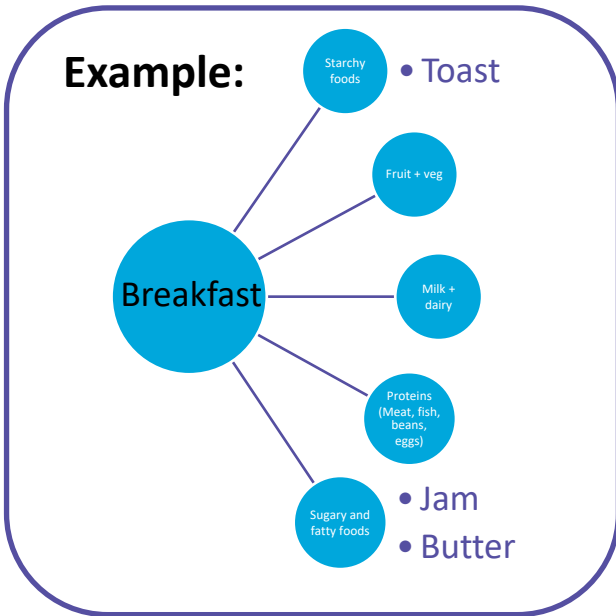 Example:
Starchy
foods
• Toast
Fruit + veg
Breakfast
Milk +
dairy
Proteins
(Meat, fish,
beans,
eggs)
Sugary and
fatty foods
• Jam
• Butter